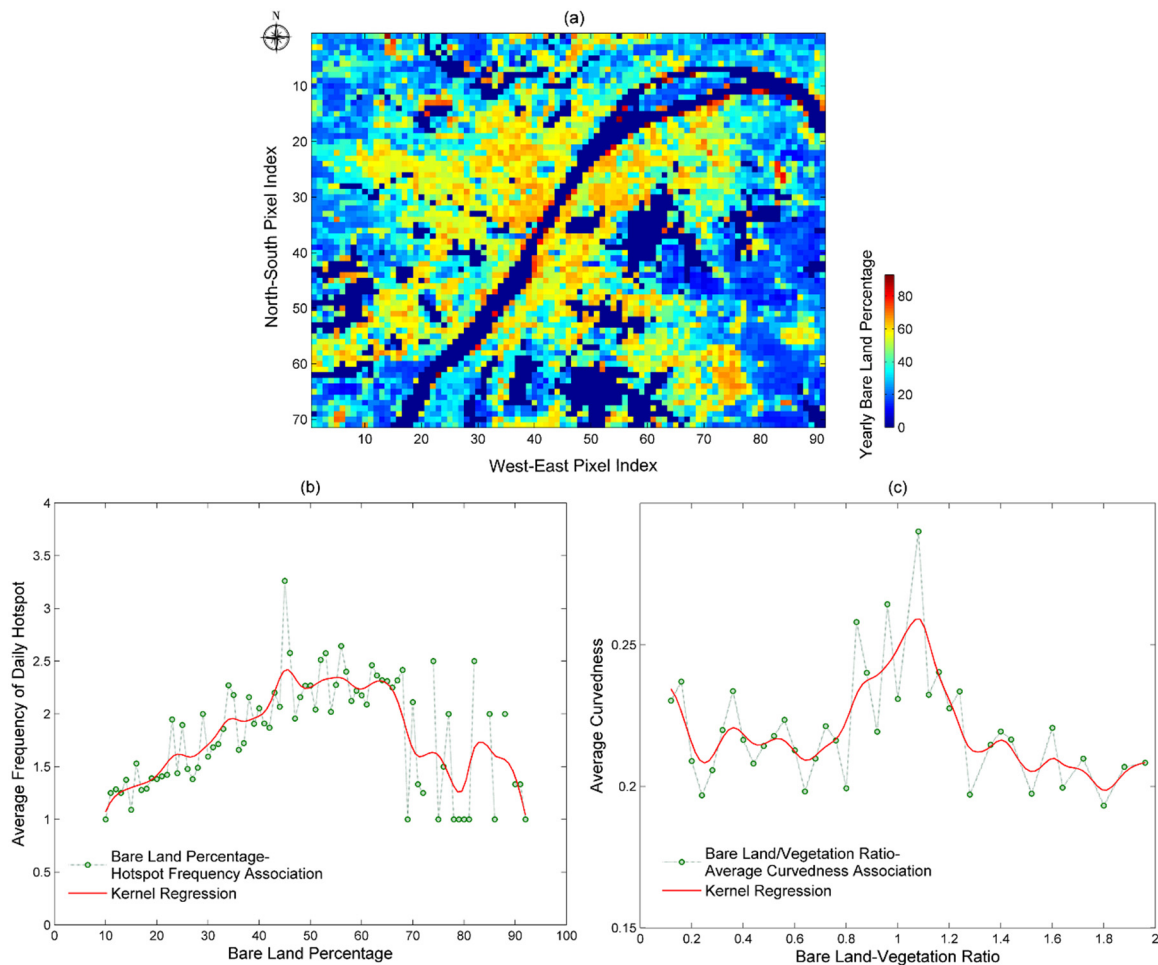 (a)
N
10
20
30
40
50
60
70
North-South Pixel Index
10 20 30 40 50 60 70 80 90
West-East Pixel Index
80
60
40
20
0
Yearly Bare Land Percentage
(b)
4
3.5
3
2.5
2
1.5
1
0.5
0
Average Frequency of Daily Hotspot
Bare Land Percentage-
Hotspot Frequency Association
Kernel Regression
0 10 20 30 40 50 60 70 80 90 100
Bare Land Percentage
(c)
0.25
0.2
0.15
Average Curvedness
Bare Land/Vegetation Ratio-
Average Curvedness Association
Kernel Regression
0 0.2 0.4 0.6 0.8 1 1.2 1.4 1.6 1.8 2
Bare Land-Vegetation Ratio